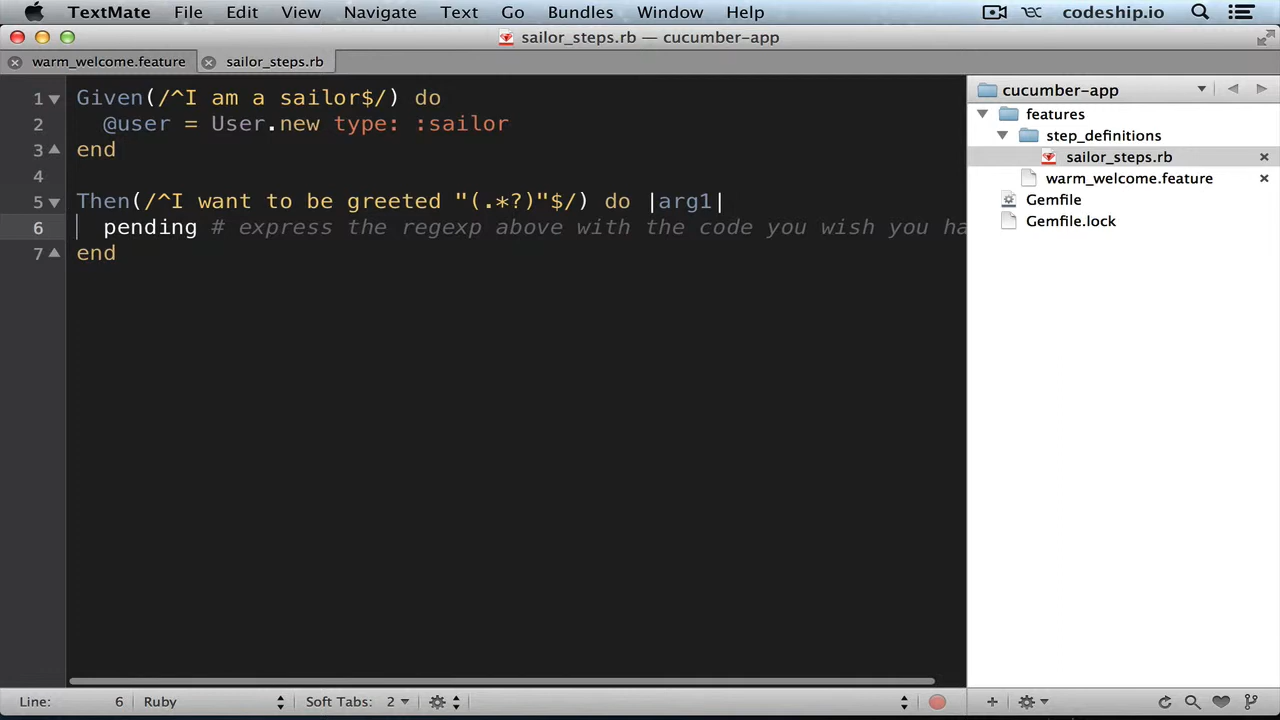 TextMate File Edit View Navigate Text Go Bundles Window Help codeship.io
sailor_steps.rb — cucumber-app
warm_welcome.feature sailor_steps.rb
1 Given(/^I am a sailor$/) do
2 @user = User.new type: :sailor
3 end
4
5 Then(/^I want to be greeted "(.*?)"$/) do |arg1|
6 pending # express the regexp above with the code you wish you ha
7 end
cucumber-app
features
step_definitions
sailor_steps.rb
warm_welcome.feature
Gemfile
Gemfile.lock
Line: 6 Ruby Soft Tabs: 2